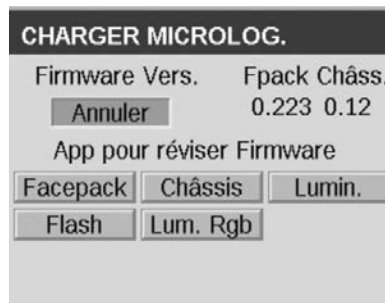 CHARGER MICROLOG.
Firmware Vers. Fpack Châss.
Annuler 0.223 0.12
App pour réviser Firmware
Facepack Châssis Lumin.
Flash Lum. Rgb